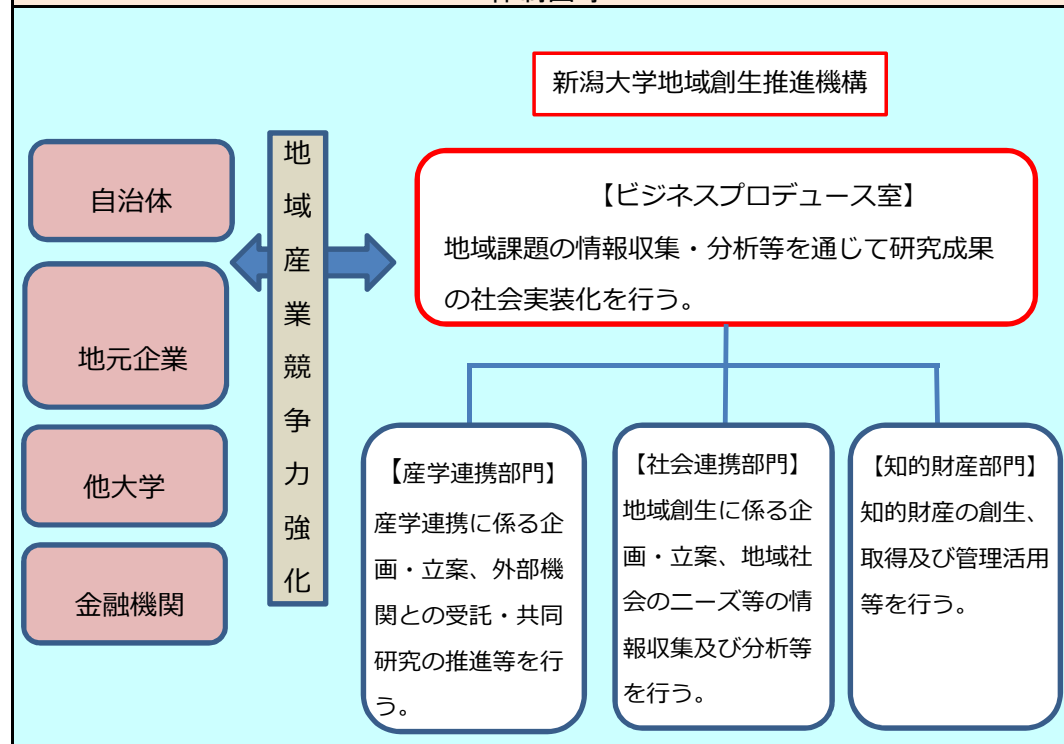 新潟大学地域創生推進機構
自治体
地元企業
他大学
金融機関
地域産業競争力強化
【ビジネスプロデュース室】
地域課題の情報収集・分析等を通じて研究成果
の社会実装化を行う。
【産学連携部門】
産学連携に係る企
画・立案、外部機
関との受託・共同
研究の推進等を行
う。
【社会連携部門】
地域創生に係る企
画・立案、地域社
会のニーズ等の情
報収集及び分析等
を行う。
【知的財産部門】
知的財産の創生、
取得及び管理活用
等を行う。